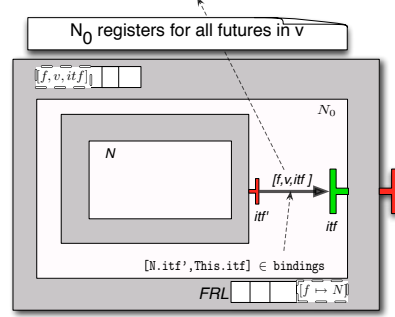 N0 registers for all futures in v
[f, v, itf]
N0
N
[f,v,itf ]
itf'
itf
[N.itf',This.itf] ∈ bindings
FRL
[f ↦ N]